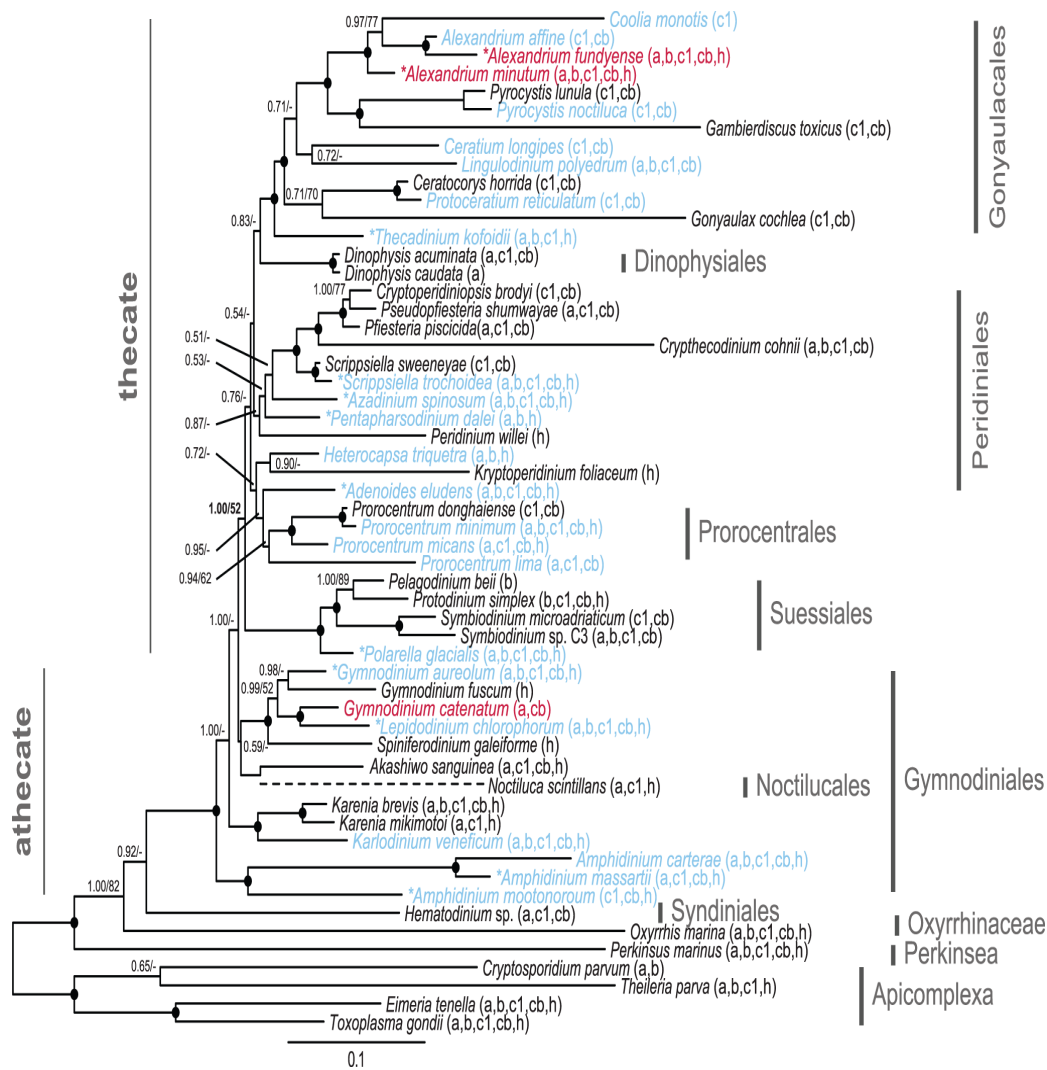 0.97/77
Coolia monotis (c1)
Alexandrium affine (c1,cb)
*Alexandrium fundyense (a,b,c1,cb,h)
*Alexandrium minutum (a,b,c1,cb,h)
Pyrocystis lunula (c1,cb)
0.71/-
Pyrocystis noctiluca (c1,cb)
Gambierdiscus toxicus (c1,cb)
Ceratium longipes (c1,cb)
0.72/-
Lingulodinium polyedrum (a,b,c1,cb)
Ceratocorys horrida (c1,cb)
0.71/70
Protoceratium reticulatum (c1,cb)
Gonyaulax cochlea (c1,cb)
0.83/-
*Thecadinium kofoidii (a,b,c1,h)
Gonyaulacales
Dinophysis acuminata (a,c1,cb)
Dinophysis caudata (a)
Dinophysiales
thecate
1.00/77
Cryptoperidiniopsis brodyi (c1,cb)
Pseudopfiesteria shumwayae (a,c1,cb)
0.54/-
Pfiesteria piscicida(a,c1,cb)
0.51/-
Crypthecodinium cohnii (a,b,c1,cb)
0.53/-
Scrippsiella sweeneyae (c1,cb)
*Scrippsiella trochoidea (a,b,c1,cb,h)
0.76/-
*Azadinium spinosum (a,b,c1,cb,h)
0.87/-
*Pentapharsodinium dalei (a,b,h)
Peridinium willei (h)
0.72/-
Heterocapsa triquetra (a,b,h)
0.90/-
Kryptoperidinium foliaceum (h)
*Adenoides eludens (a,b,c1,cb,h)
Peridiniales
1.00/52
Prorocentrum donghaiense (c1,cb)
Prorocentrum minimum (a,b,c1,cb,h)
Prorocentrales
0.95/-
Prorocentrum micans (a,c1,cb,h)
0.94/62
Prorocentrum lima (a,c1,cb)
1.00/89
Pelagodinium beii (b)
Protodinium simplex (b,c1,cb,h)
Symbiodinium microadriaticum (c1,cb)
Suessiales
1.00/-
Symbiodinium sp. C3 (a,b,c1,cb)
*Polarella glacialis (a,b,c1,cb,h)
0.98/-
*Gymnodinium aureolum (a,b,c1,cb,h)
0.99/52
Gymnodinium fuscum (h)
Gymnodinium catenatum (a,cb)
*Lepidodinium chlorophorum (a,b,c1,cb,h)
1.00/-
0.59/-
Spiniferodinium galeiforme (h)
Akashiwo sanguinea (a,c1,cb,h)
Noctiluca scintillans (a,c1,h)
Noctilucales
Gymnodiniales
athecate
Karenia brevis (a,b,c1,cb,h)
Karenia mikimotoi (a,c1,h)
Karlodinium veneficum (a,b,c1,cb,h)
0.92/-
Amphidinium carterae (a,b,c1,cb,h)
*Amphidinium massartii (a,c1,cb,h)
1.00/82
*Amphidinium mootonoroum (c1,cb,h)
Hematodinium sp. (a,c1,cb)
Syndiniales
Oxyrrhis marina (a,b,c1,cb,h)
Oxyrrhinaceae
Perkinsus marinus (a,b,c1,cb,h)
Perkinsea
0.65/-
Cryptosporidium parvum (a,b)
Theileria parva (a,b,c1,h)
Apicomplexa
Eimeria tenella (a,b,c1,cb,h)
Toxoplasma gondii (a,b,c1,cb,h)
0.1